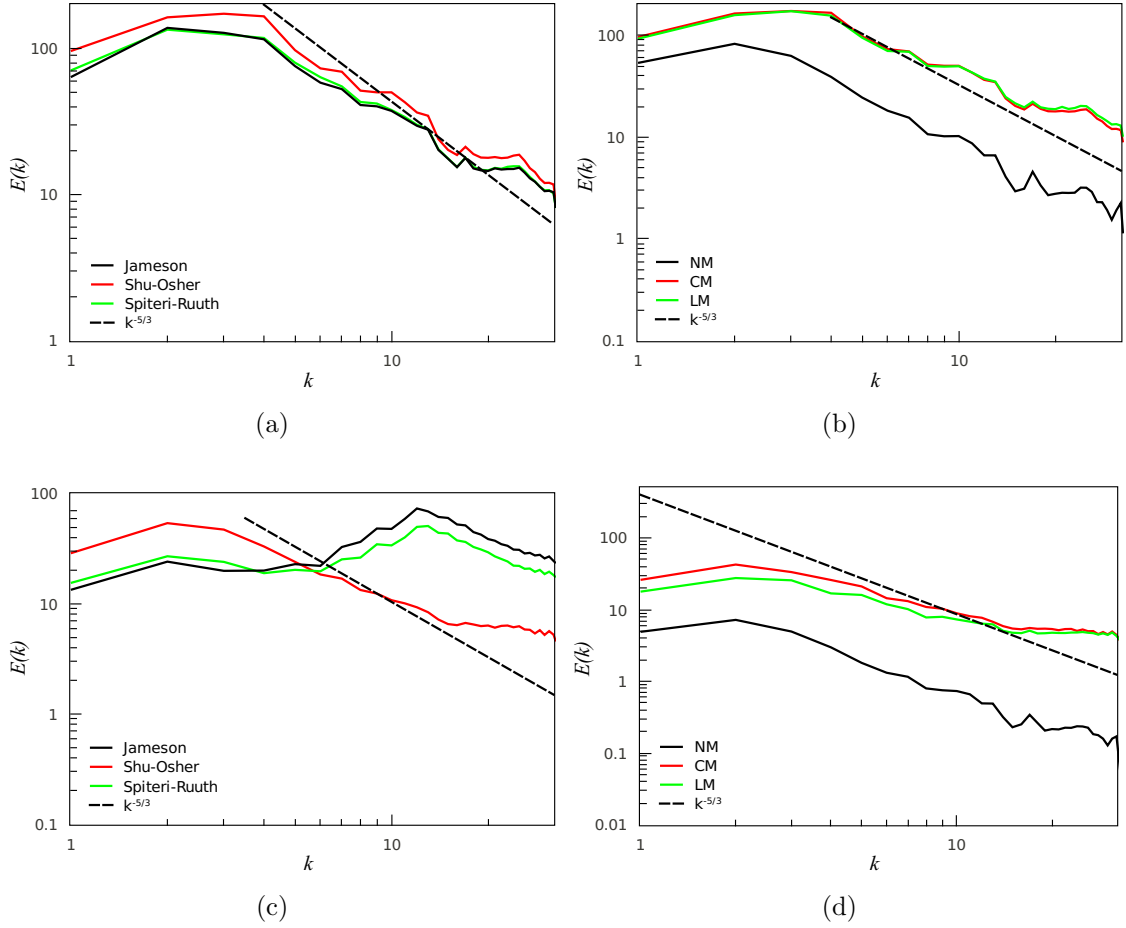 100
10
1
1
10
E(k)
k
Jameson
Shu-Osher
Spiteri-Ruuth
k-5/3
(a)
100
10
1
0.1
1
10
E(k)
k
NM
CM
LM
k-5/3
(b)
100
10
1
0.1
1
10
E(k)
k
Jameson
Shu-Osher
Spiteri-Ruuth
k-5/3
(c)
100
10
1
0.1
0.01
1
10
E(k)
k
NM
CM
LM
k-5/3
(d)